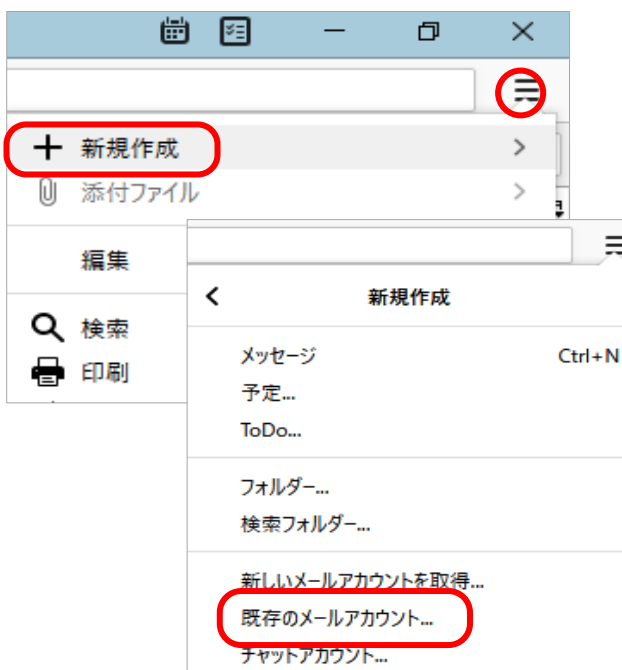 新規作成
添付ファイル
編集
検索
印刷
新規作成
メッセージ Ctrl+N
予定...
ToDo...
フォルダー...
検索フォルダー...
新しいメールアカウントを取得...
既存のメールアカウント...
チャットアカウント...